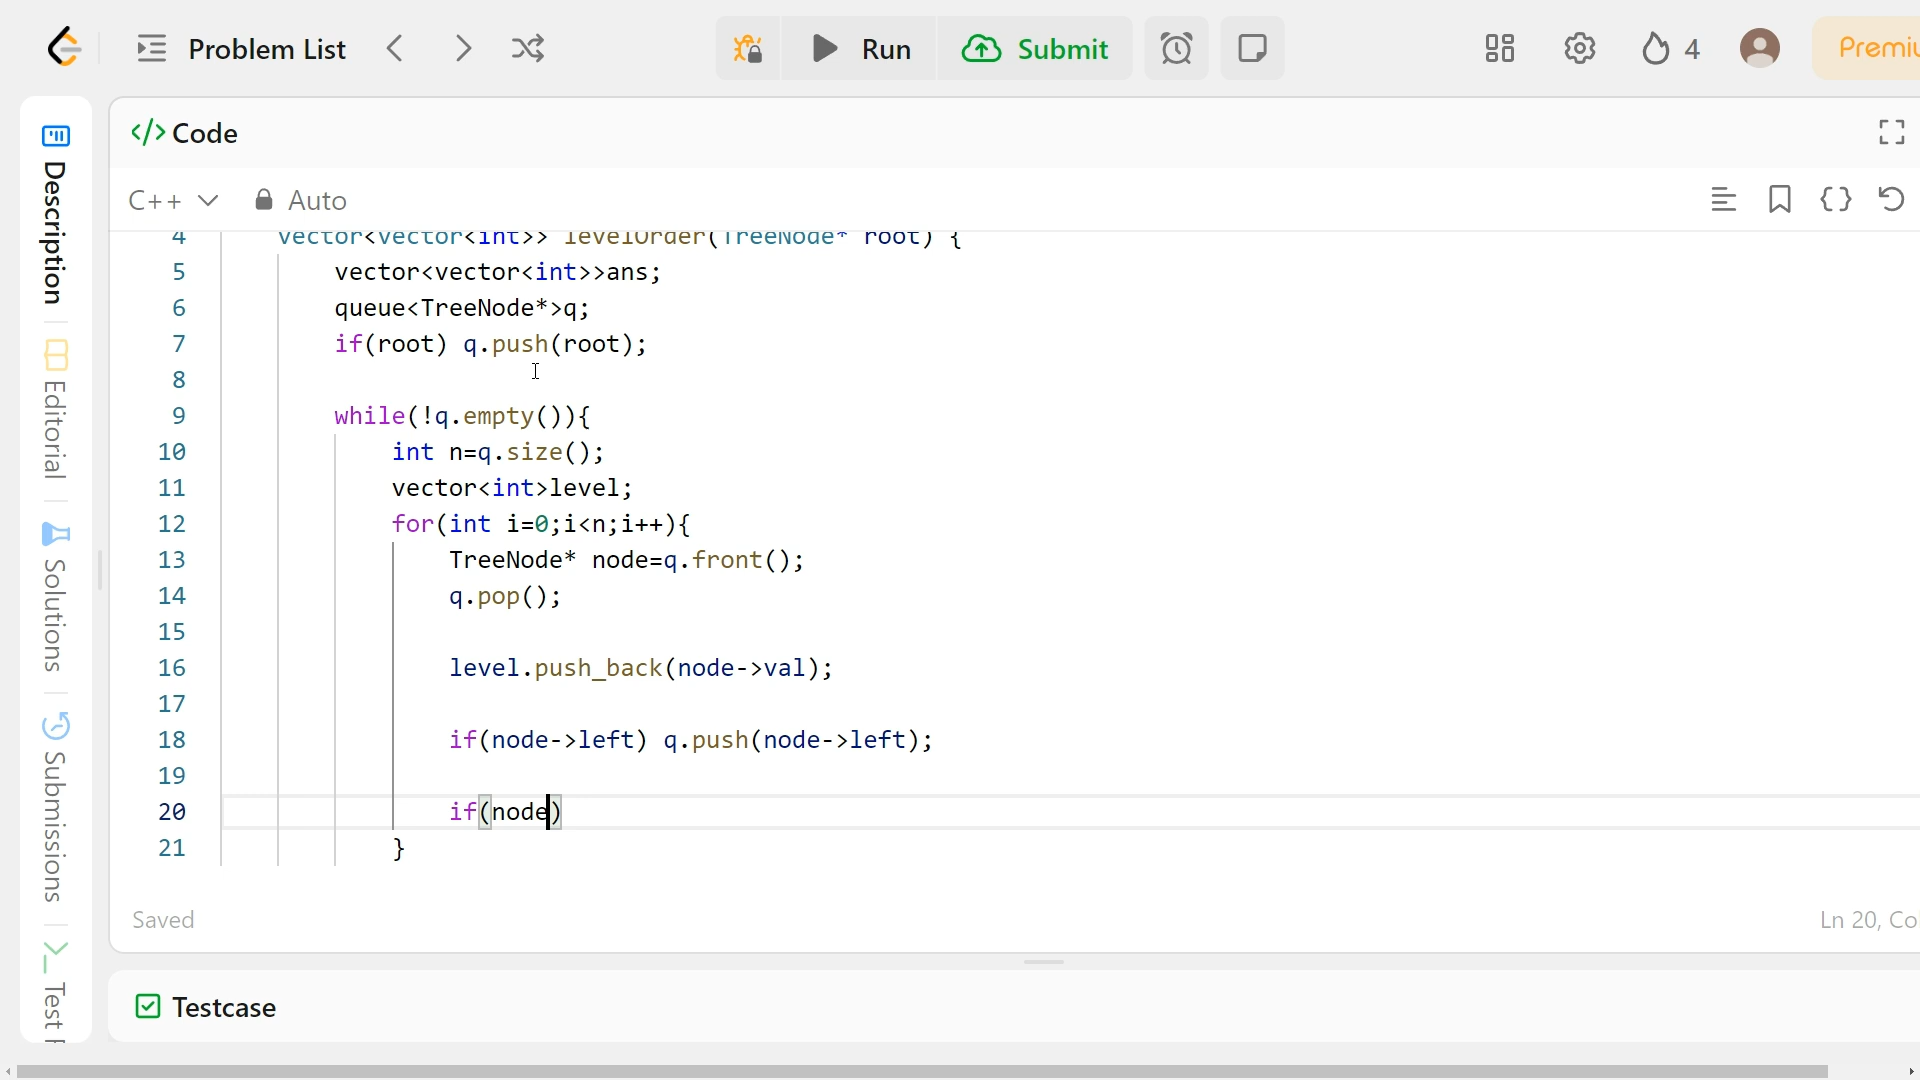 Problem List
Run
Submit
4
Premiu
Description
Editorial
Solutions
Submissions
Test
Code
C++
Auto
4 vector<vector<int>> levelOrder(TreeNode* root) {
5 vector<vector<int>>ans;
6 queue<TreeNode*>q;
7 if(root) q.push(root);
8
9 while(!q.empty()){
10 int n=q.size();
11 vector<int>level;
12 for(int i=0;i<n;i++){
13 TreeNode* node=q.front();
14 q.pop();
15
16 level.push_back(node->val);
17
18 if(node->left) q.push(node->left);
19
20 if(node)
21 }
Saved
Ln 20, Co
Testcase